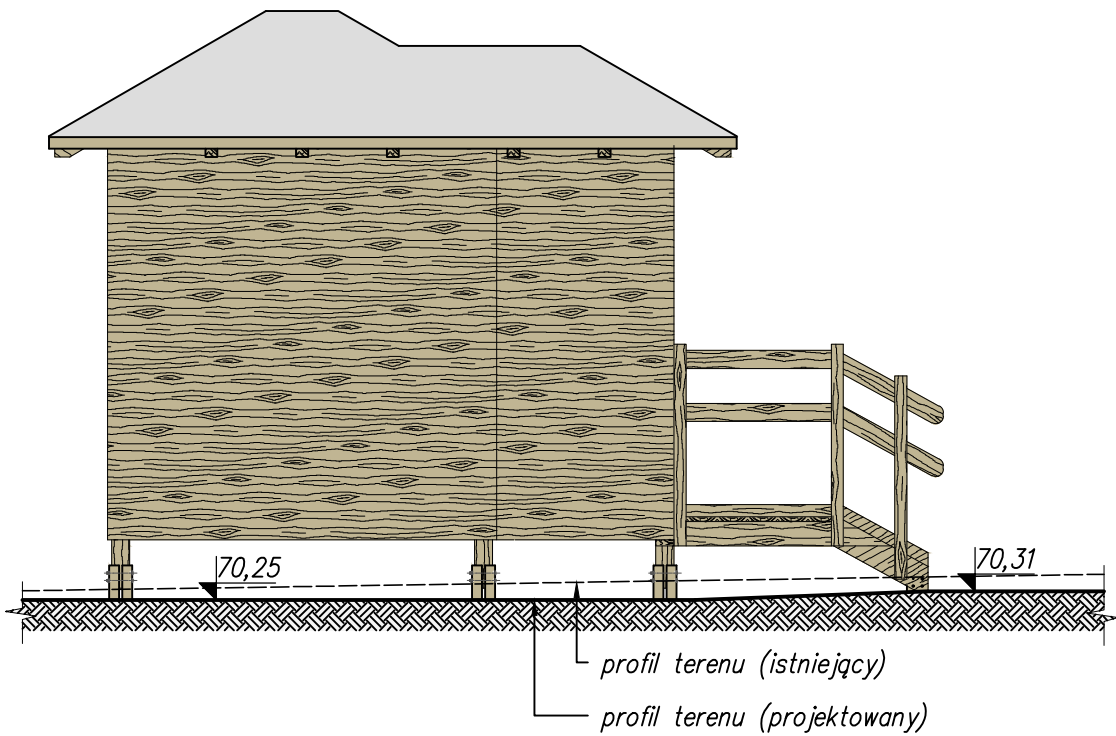 70,25
70,31
profil terenu (istniejący)
profil terenu (projektowany)